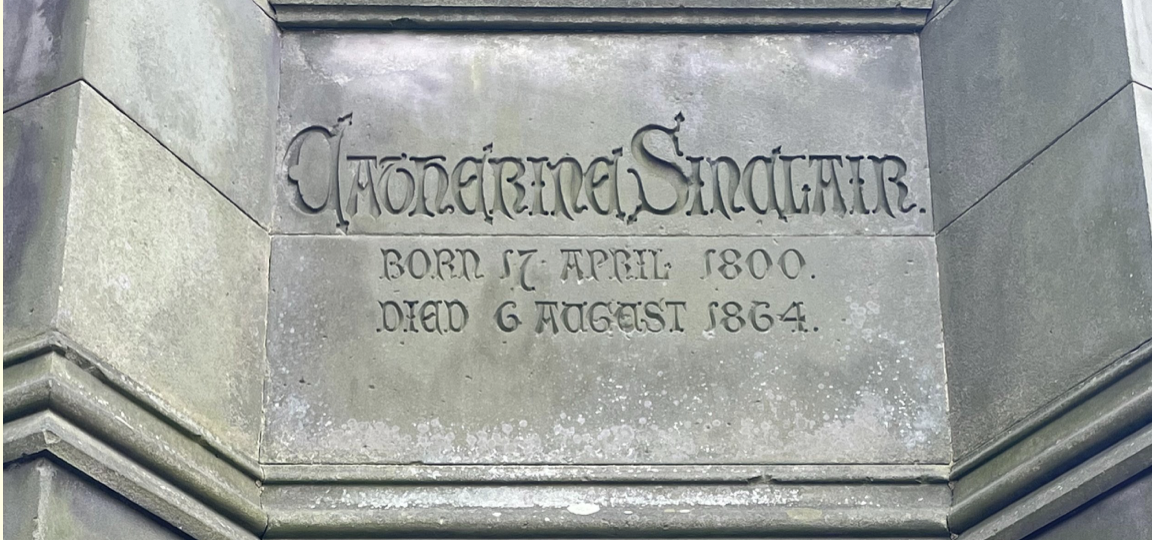 CATHERINE SINCLAIR.
BORN 17 APRIL 1800.
DIED 6 AUGUST 1864.